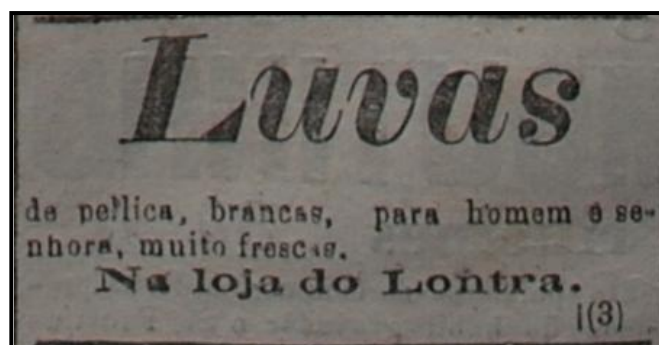 Luvas
de pellica, brancas, para homem e se-
nhora, muito frescas.
Na loja do Lontra.
|(3)